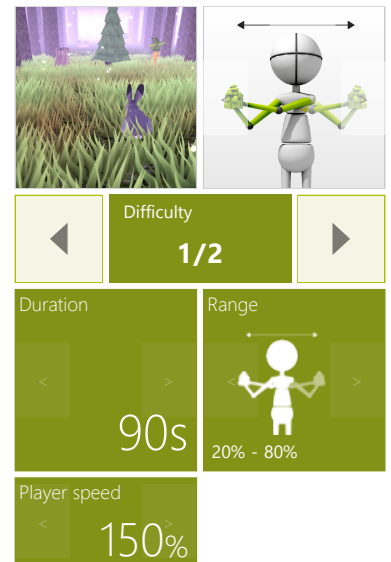 Difficulty
1/2
Duration
Range
<
>
<
>
90s
20% - 80%
Player speed
<
>
150%